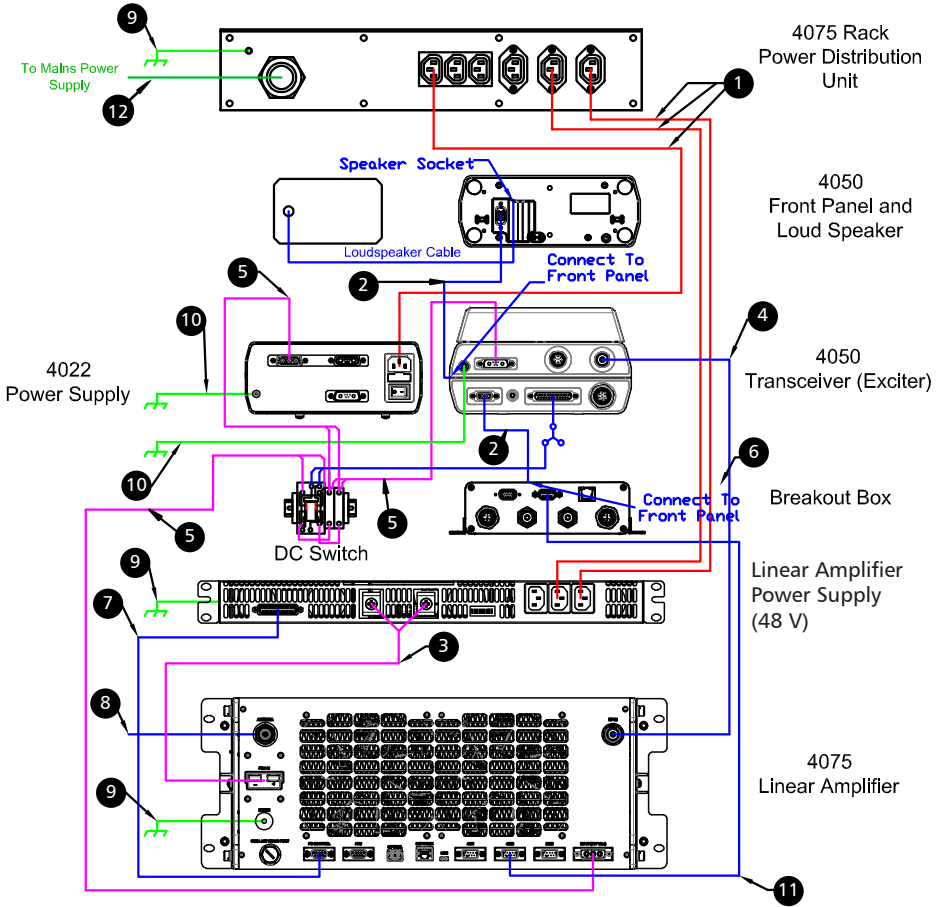 9
4075 Rack
Power Distribution
Unit
To Mains Power
Supply
12
1
Speaker Socket
4050
Front Panel and
Loud Speaker
Loudspeaker Cable
5
2
Connect To
Front Panel
10
4
4022
Power Supply
4050
Transceiver (Exciter)
2
6
10
5
5
Connect To
Front Panel
Breakout Box
DC Switch
9
Linear Amplifier
Power Supply
(48 V)
7
3
8
ANTENNA
4075
Linear Amplifier
9
11